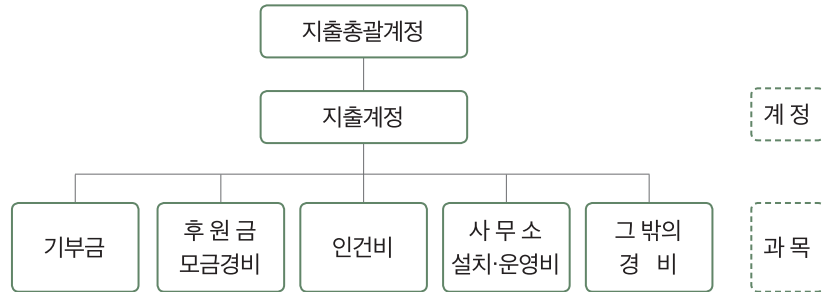 지출총괄계정
지출계정
계 정
기부금
후 원 금
모금경비
인건비
사 무 소
설치·운영비
그 밖의
경 비
과 목